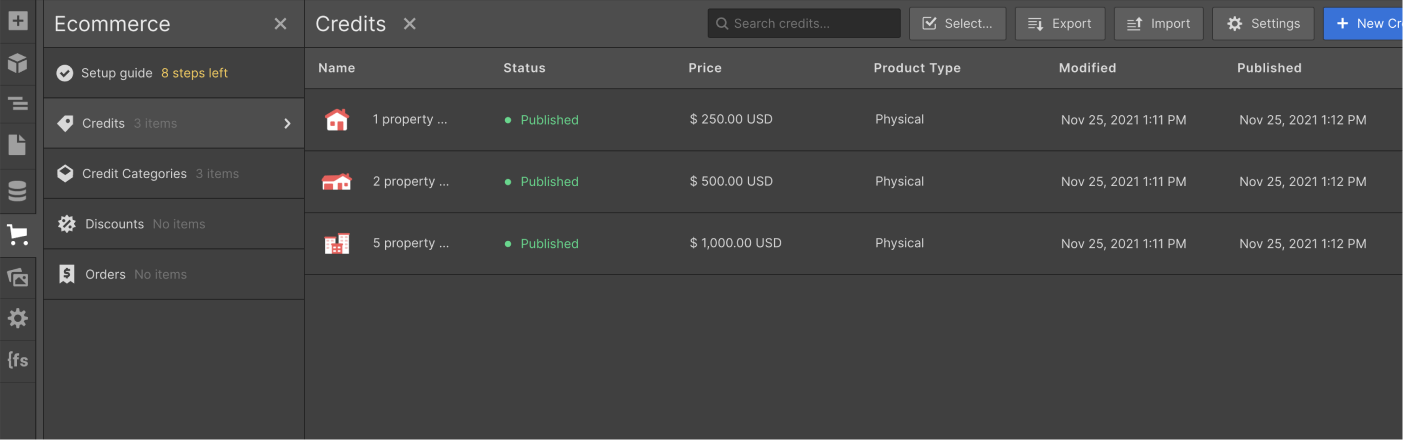 Ecommerce
Credits
Search credits...
Select...
Export
Import
Settings
+ New Cr
Setup guide 8 steps left
Credits 3 items
Credit Categories 3 items
Discounts No items
Orders No items
{fs
Name Status Price Product Type Modified Published
1 property ... Published $ 250.00 USD Physical Nov 25, 2021 1:11 PM Nov 25, 2021 1:12 PM
2 property ... Published $ 500.00 USD Physical Nov 25, 2021 1:11 PM Nov 25, 2021 1:12 PM
5 property ... Published $ 1,000.00 USD Physical Nov 25, 2021 1:11 PM Nov 25, 2021 1:12 PM